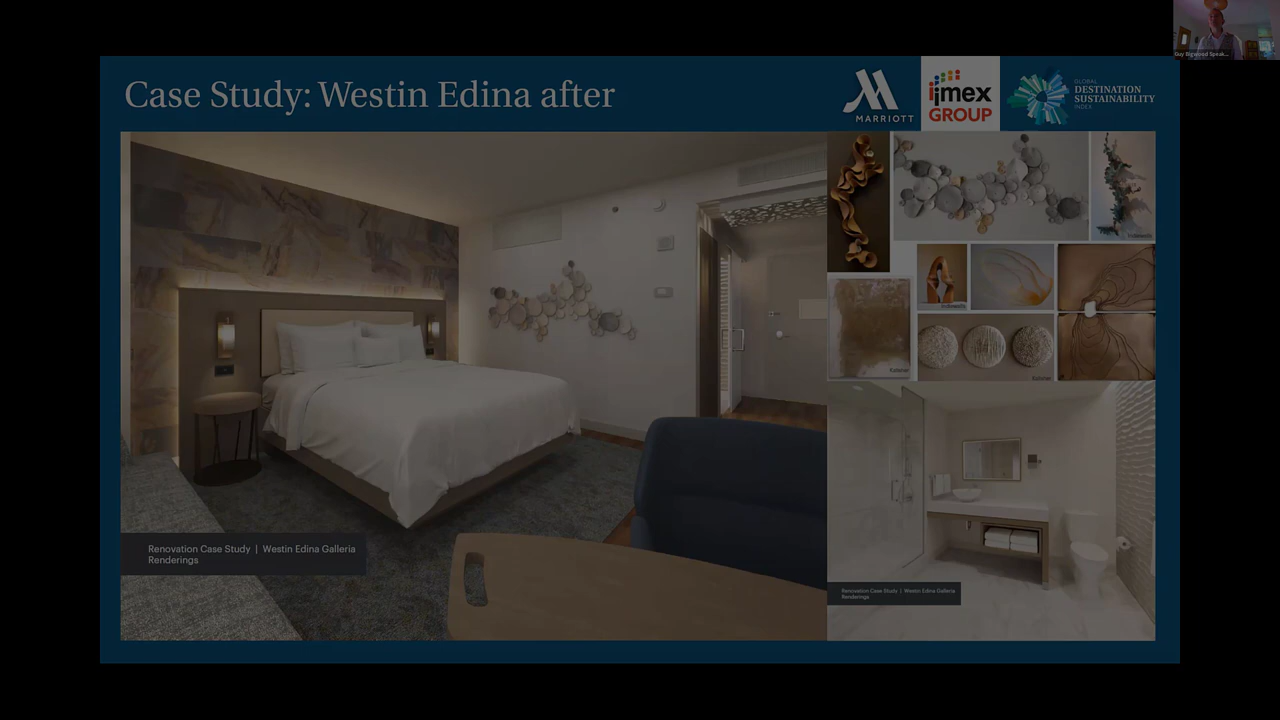 Case Study: Westin Edina after
MARRIOTT
imex
GROUP
GLOBAL
DESTINATION
SUSTAINABILITY
INDEX
Renovation Case Study | Westin Edina Galleria
Renderings
Renovation Case Study | Westin Edina Galleria
Renderings